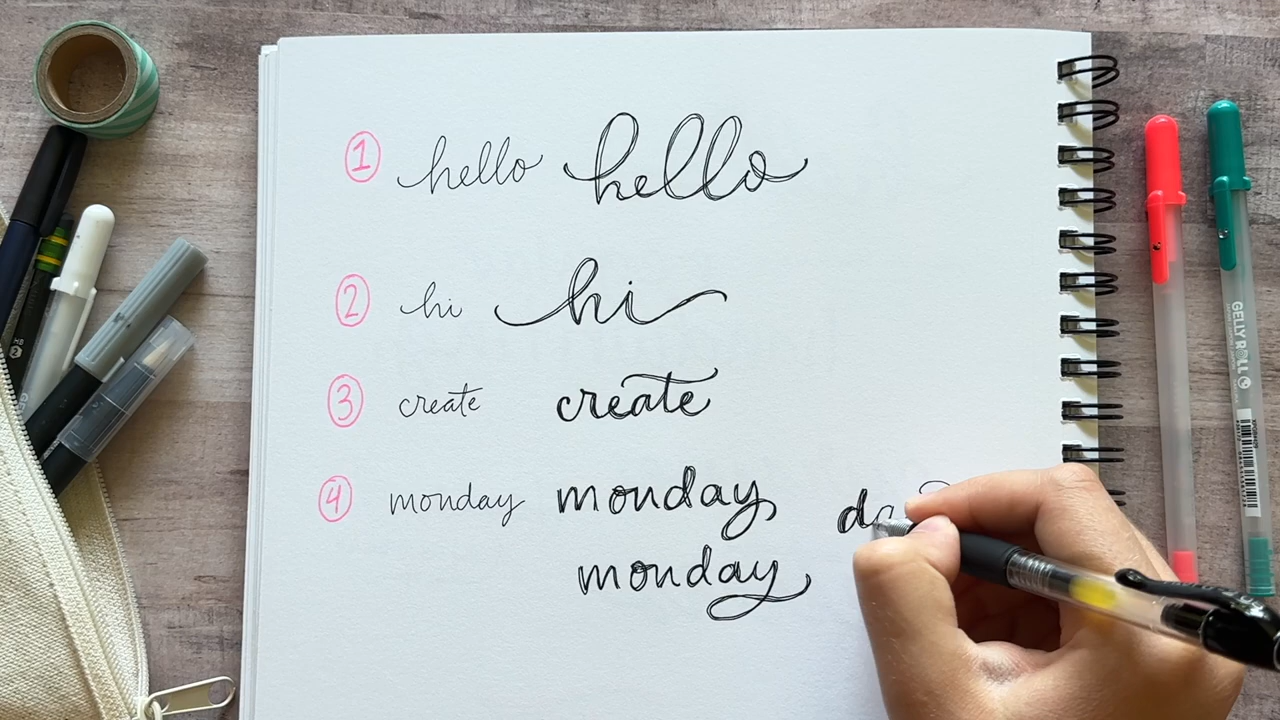 1 hello hello
2 hi hi
3 create create
4 monday monday
monday
GELLY ROLL